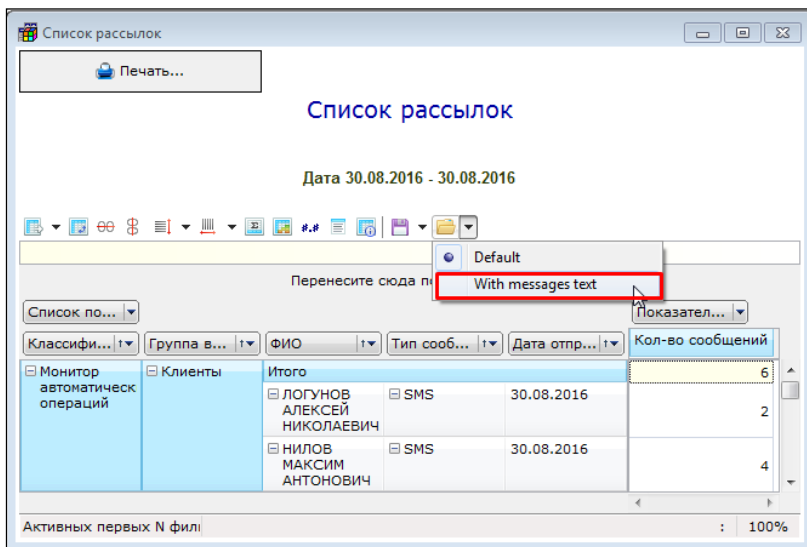 Список рассылок
Печать...
Список рассылок
Дата 30.08.2016 - 30.08.2016
#.#
Default
With messages text
Перенесите сюда п
Список по...
Показател...
Классифи... Группа в... ФИО Тип сооб... Дата отпр... Кол-во сообщений
Монитор автоматическ операций
Клиенты
Итого 6
ЛОГУНОВ АЛЕКСЕЙ НИКОЛАЕВИЧ
SMS 30.08.2016 2
НИЛОВ МАКСИМ АНТОНОВИЧ
SMS 30.08.2016 4
Активных первых N фил : 100%